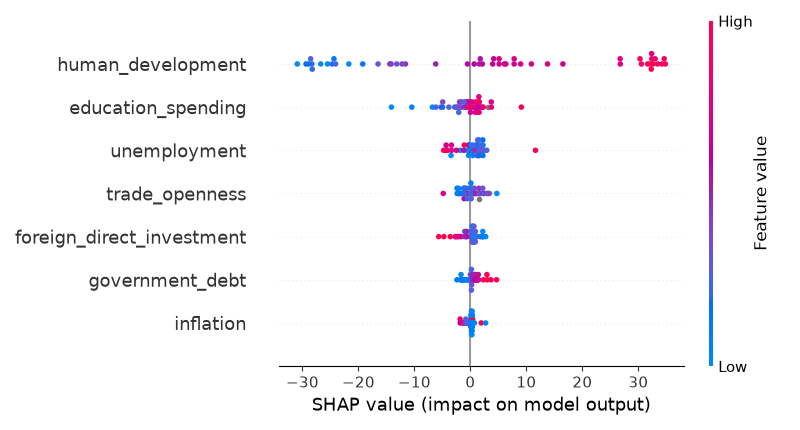 High
human_development
education_spending
unemployment
trade_openness
foreign_direct_investment
government_debt
inflation
Feature value
Low
−30 −20 −10 0 10 20 30
SHAP value (impact on model output)